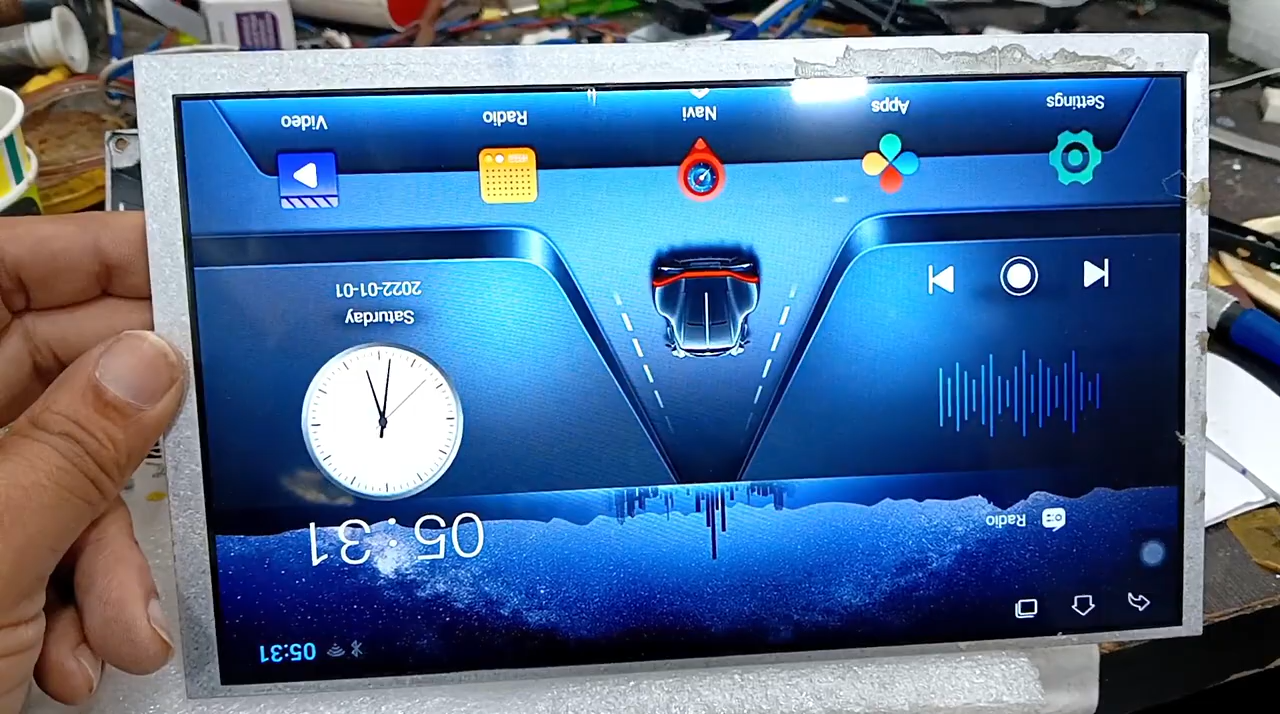 05:31
Radio
05:31
Saturday
2022-01-01
Settings
Apps
Navi
Radio
Video